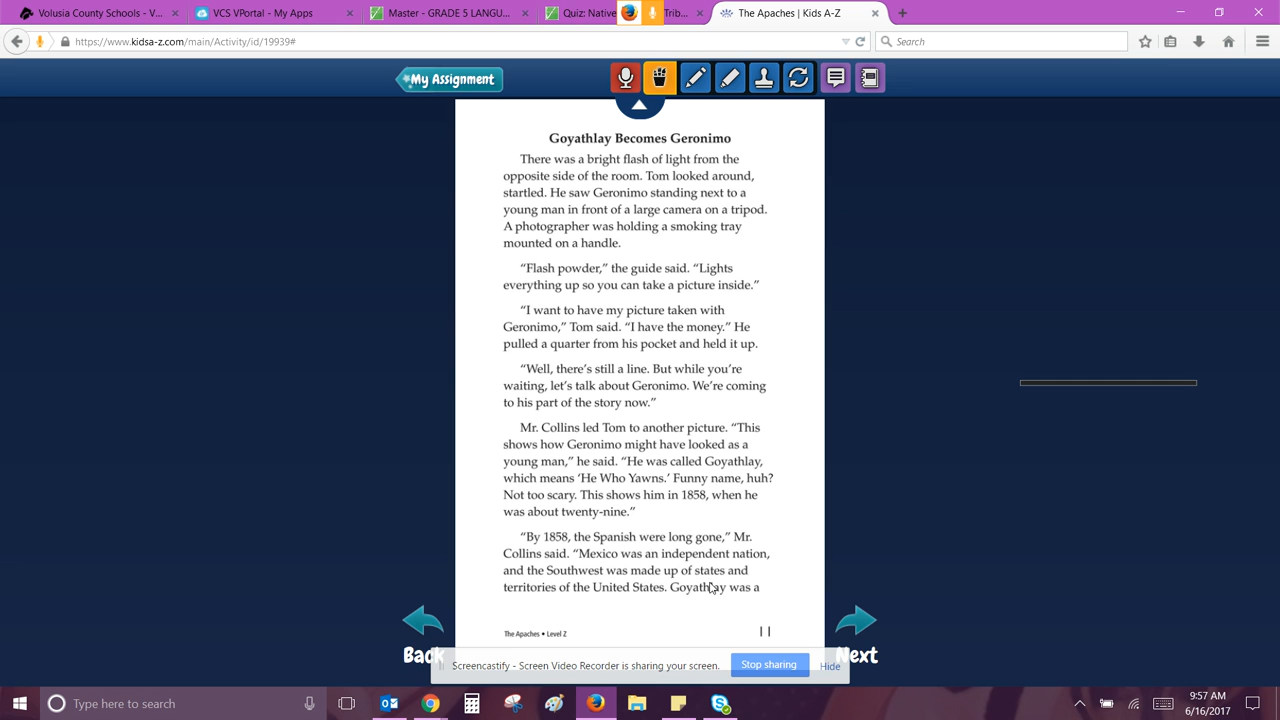 Volusia County Schools - V...
VCS VPortal - My Apps
Master - GRADE 5 LANGU...
Quiz: Native
Trib...
The Apaches | Kids A-Z
https://www.kidsa-z.com/main/Activity/id/19939#
Search
My Assignment
Goyathlay Becomes Geronimo
There was a bright flash of light from the
opposite side of the room. Tom looked around,
startled. He saw Geronimo standing next to a
young man in front of a large camera on a tripod.
A photographer was holding a smoking tray
mounted on a handle.
“Flash powder,” the guide said. “Lights
everything up so you can take a picture inside.”
“I want to have my picture taken with
Geronimo,” Tom said. “I have the money.” He
pulled a quarter from his pocket and held it up.
“Well, there’s still a line. But while you’re
waiting, let’s talk about Geronimo. We’re coming
to his part of the story now.”
Mr. Collins led Tom to another picture. “This
shows how Geronimo might have looked as a
young man,” he said. “He was called Goyathlay,
which means ‘He Who Yawns.’ Funny name, huh?
Not too scary. This shows him in 1858, when he
was about twenty-nine.”
“By 1858, the Spanish were long gone,” Mr.
Collins said. “Mexico was an independent nation,
and the Southwest was made up of states and
territories of the United States. Goyathlay was a
The Apaches • Level Z
11
Back
Next
Screencastify - Screen Video Recorder is sharing your screen.
Stop sharing
Hide
Type here to search
9:57 AM
6/16/2017